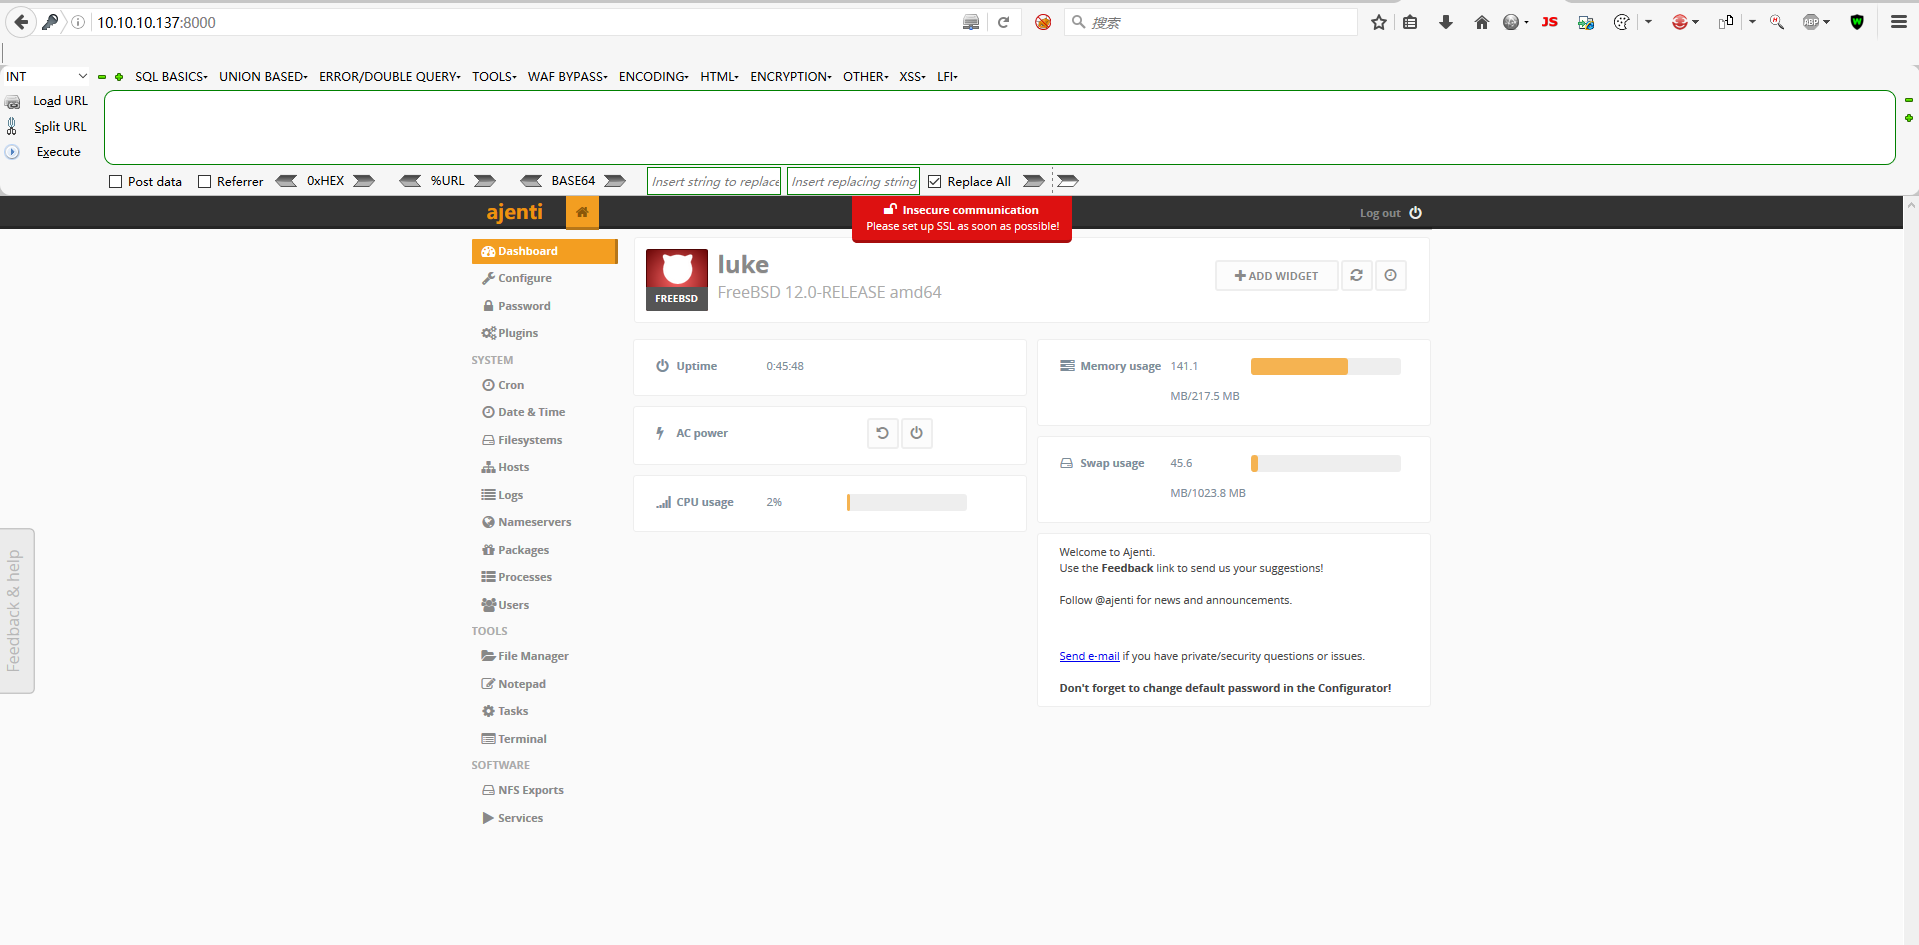 10.10.10.137:8000
搜索
JS
ABP
W
INT
SQL BASICS
UNION BASED
ERROR/DOUBLE QUERY
TOOLS
WAF BYPASS
ENCODING
HTML
ENCRYPTION
OTHER
XSS
LFI
Load URL
Split URL
Execute
Post data
Referrer
0xHEX
%URL
BASE64
Insert string to replace
Insert replacing string
Replace All
ajenti
Insecure communication
Please set up SSL as soon as possible!
Log out
Dashboard
Configure
Password
Plugins
SYSTEM
Cron
Date & Time
Filesystems
Hosts
Logs
Nameservers
Packages
Processes
Users
TOOLS
File Manager
Notepad
Tasks
Terminal
SOFTWARE
NFS Exports
Services
Feedback & help
FREEBSD
luke
FreeBSD 12.0-RELEASE amd64
ADD WIDGET
Uptime 0:45:48
AC power
CPU usage 2%
Memory usage 141.1
MB/217.5 MB
Swap usage 45.6
MB/1023.8 MB
Welcome to Ajenti.
Use the Feedback link to send us your suggestions!
Follow @ajenti for news and announcements.
Send e-mail if you have private/security questions or issues.
Don't forget to change default password in the Configurator!